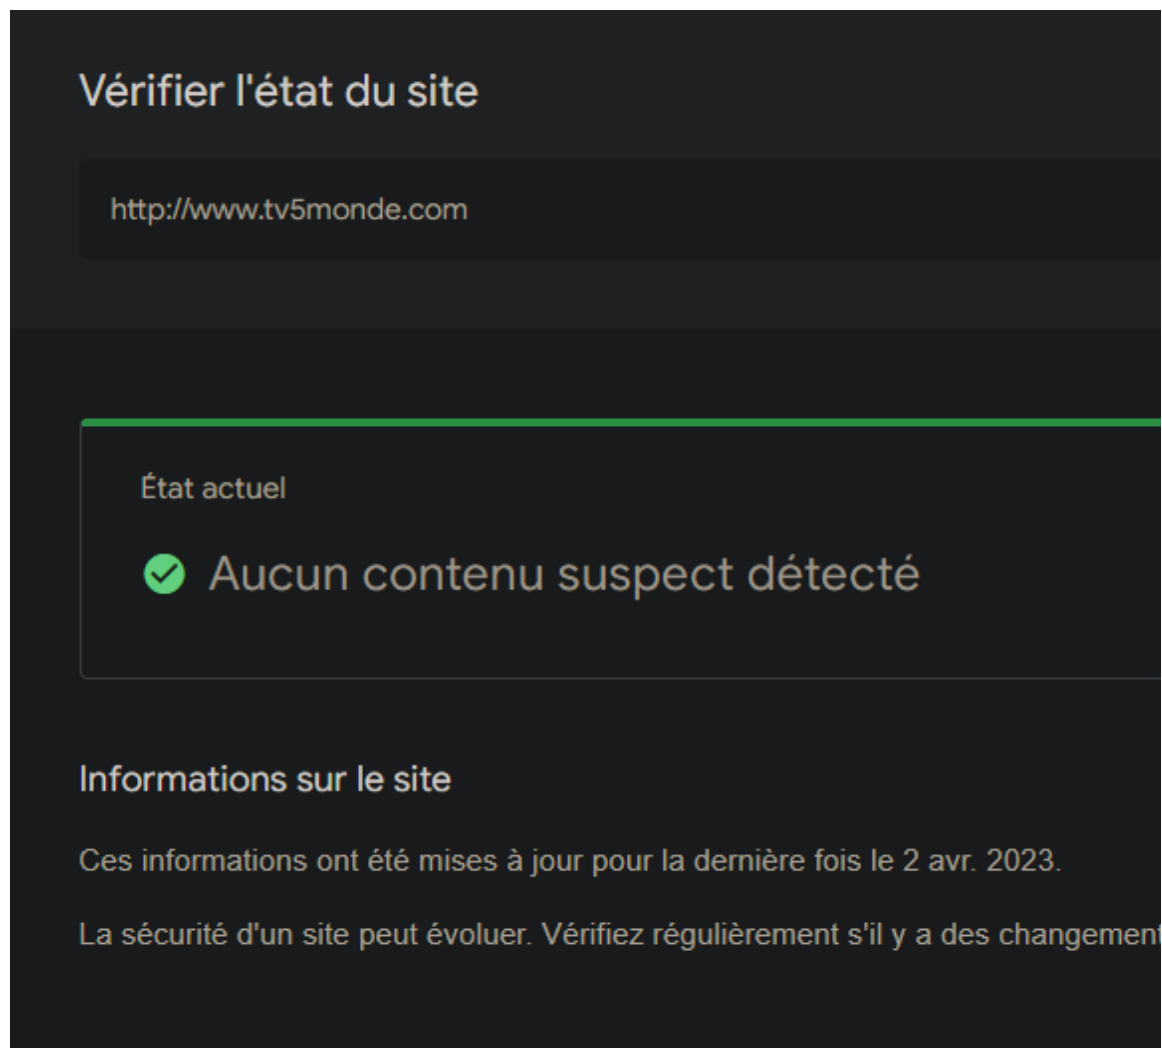 Vérifier l'état du site
http://www.tv5monde.com
État actuel
Aucun contenu suspect détecté
Informations sur le site
Ces informations ont été mises à jour pour la dernière fois le 2 avr. 2023.
La sécurité d'un site peut évoluer. Vérifiez régulièrement s'il y a des changement